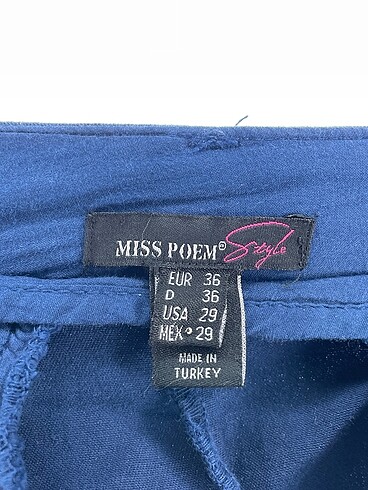 MISS POEM® Style
EUR 36
D 36
USA 29
MEX 29
MADE IN
TURKEY